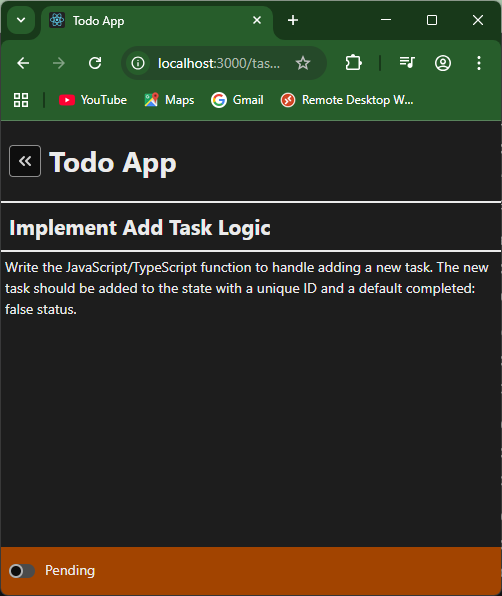 Todo App
localhost:3000/tas...
YouTube
Maps
Gmail
Remote Desktop W...
Todo App
Implement Add Task Logic
Write the JavaScript/TypeScript function to handle adding a new task. The new
task should be added to the state with a unique ID and a default completed:
false status.
Pending